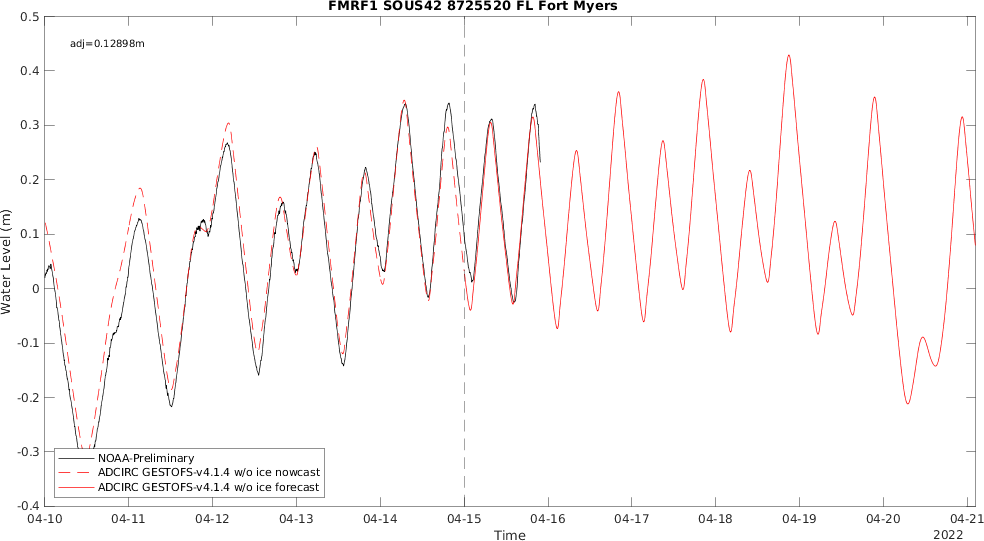 FMRF1 SOUS42 8725520 FL Fort Myers
adj=0.12898m
Water Level (m)
0.5
0.4
0.3
0.2
0.1
0
-0.1
-0.2
-0.3
-0.4
NOAA-Preliminary
ADCIRC GESTOFS-v4.1.4 w/o ice nowcast
ADCIRC GESTOFS-v4.1.4 w/o ice forecast
04-10 04-11 04-12 04-13 04-14 04-15 04-16 04-17 04-18 04-19 04-20 04-21
Time
2022